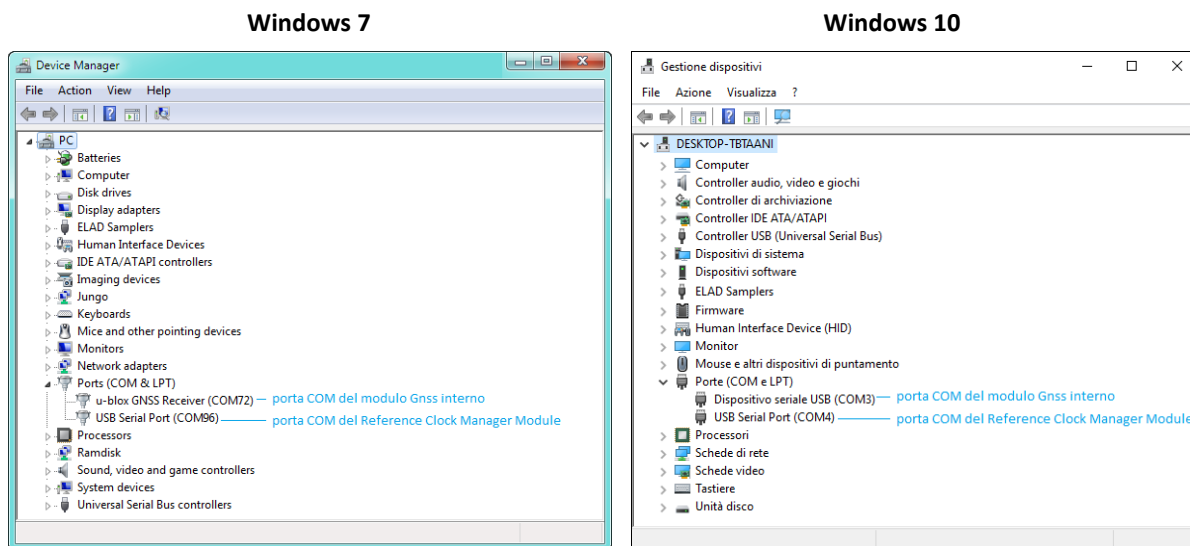 Windows 7
Device Manager
File Action View Help
PC
Batteries
Computer
Disk drives
Display adapters
ELAD Samplers
Human Interface Devices
IDE ATA/ATAPI controllers
Imaging devices
Jungo
Keyboards
Mice and other pointing devices
Monitors
Network adapters
Ports (COM & LPT)
u-blox GNSS Receiver (COM72) porta COM del modulo Gnss interno
USB Serial Port (COM96) porta COM del Reference Clock Manager Module
Processors
Ramdisk
Sound, video and game controllers
System devices
Universal Serial Bus controllers
Windows 10
Gestione dispositivi
File Azione Visualizza ?
DESKTOP-TBTAANI
Computer
Controller audio, video e giochi
Controller di archiviazione
Controller IDE ATA/ATAPI
Controller USB (Universal Serial Bus)
Dispositivi di sistema
Dispositivi software
ELAD Samplers
Firmware
Human Interface Device (HID)
Monitor
Mouse e altri dispositivi di puntamento
Porte (COM e LPT)
Dispositivo seriale USB (COM3) porta COM del modulo Gnss interno
USB Serial Port (COM4) porta COM del Reference Clock Manager Module
Processori
Schede di rete
Schede video
Tastiere
Unità disco